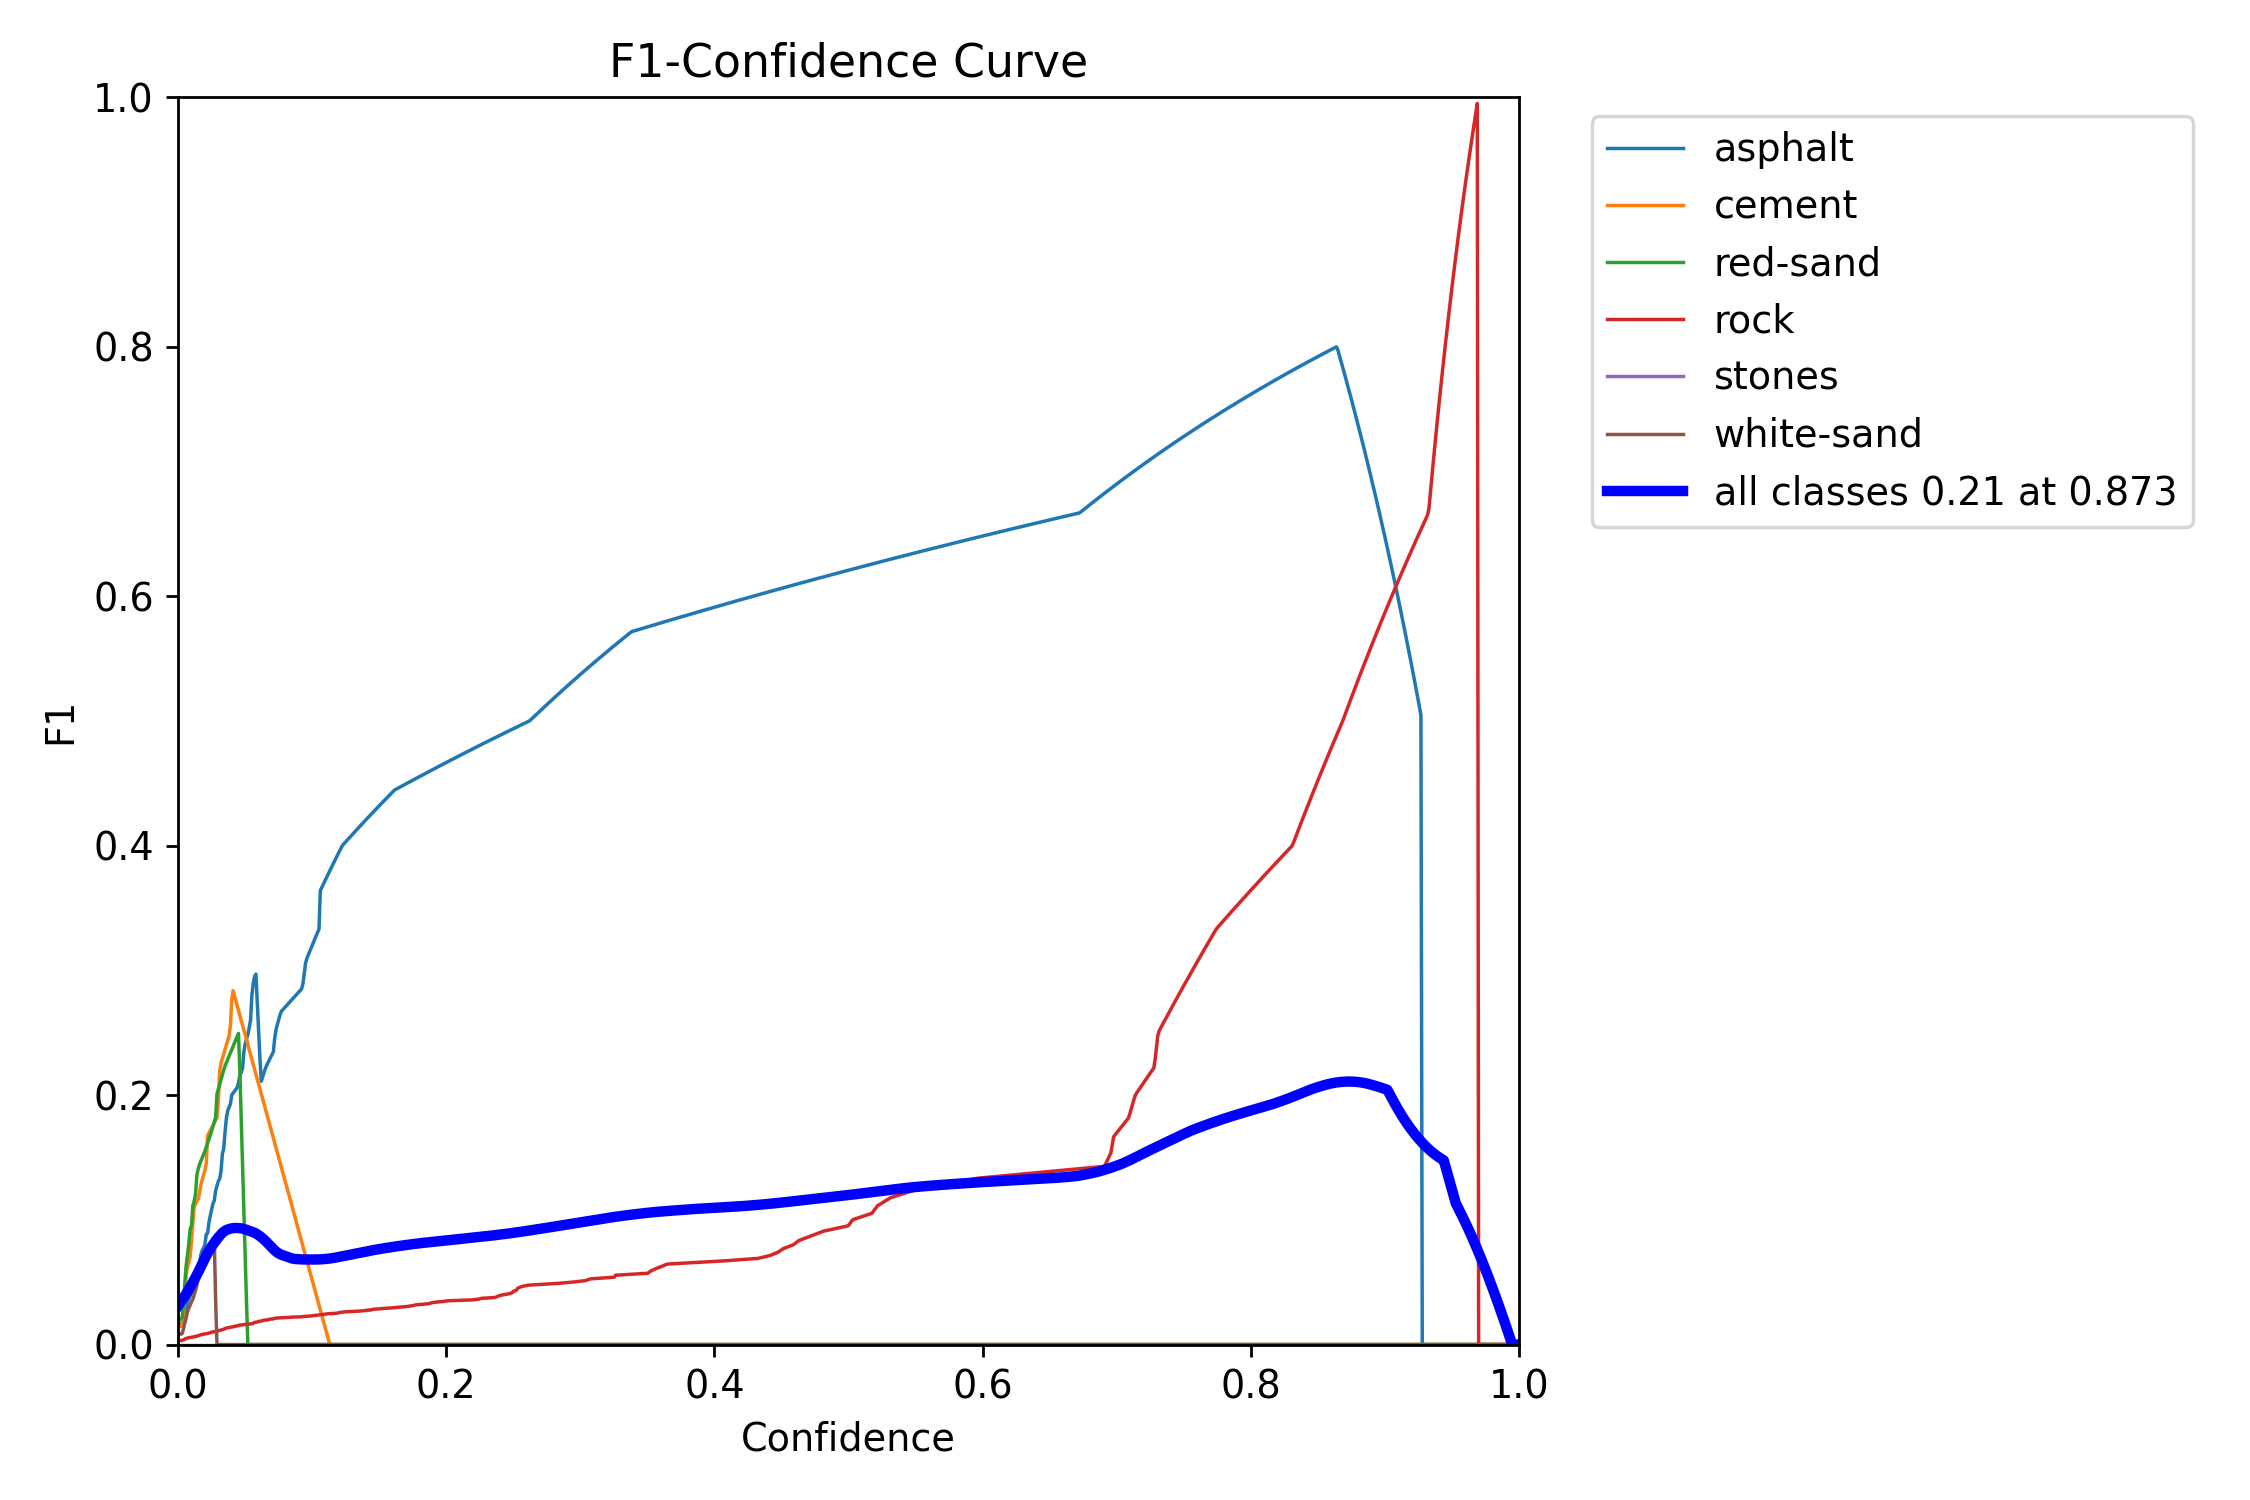 F1-Confidence Curve
1.0
0.8
0.6
0.4
0.2
0.0
F1
0.0 0.2 0.4 0.6 0.8 1.0
Confidence
asphalt
cement
red-sand
rock
stones
white-sand
all classes 0.21 at 0.873